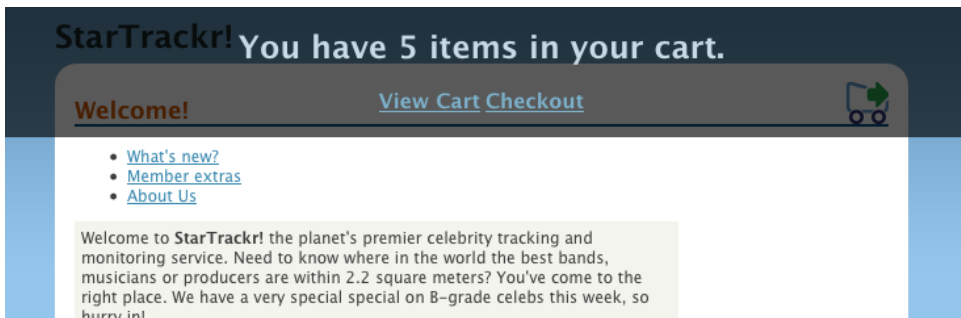 StarTrackr!
You have 5 items in your cart.
Welcome!
View Cart Checkout
What's new?
Member extras
About Us
Welcome to StarTrackr! the planet's premier celebrity tracking and
monitoring service. Need to know where in the world the best bands,
musicians or producers are within 2.2 square meters? You've come to the
right place. We have a very special special on B-grade celebs this week, so
hurry in!